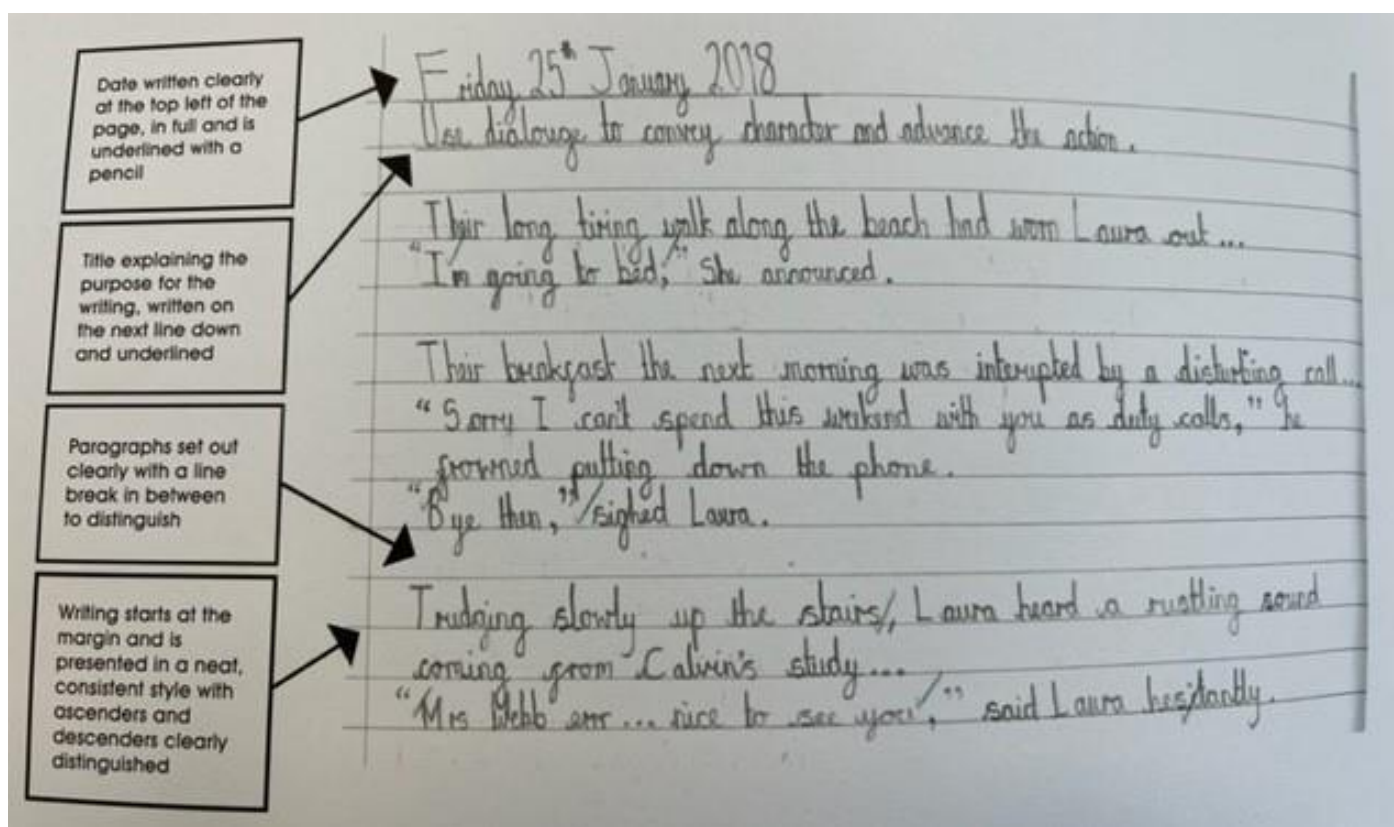 Date written clearly
at the top left of the
page, in full and is
underlined with a
pencil
Title explaining the
purpose for the
writing, written on
the next line down
and underlined
Paragraphs set out
clearly with a line
break in between
to distinguish
Writing starts at the
margin and is
presented in a neat,
consistent style with
ascenders and
descenders clearly
distinguished
Friday 25th January 2018
Use dialouge to convey character and advance the action.
Their long tiring walk along the beach had worn Laura out...
"I'm going to bed," She announced.
Their breakfast the next morning was interupted by a disturbing call...
"Sorry I can't spend this weekend with you as duty calls," he
frowned putting down the phone.
"Bye then," sighed Laura.
Trudging slowly up the stairs, Laura heard a rustling sound
coming from Calvin's study...
"Mrs Webb err... nice to see you," said Laura hesitantly.